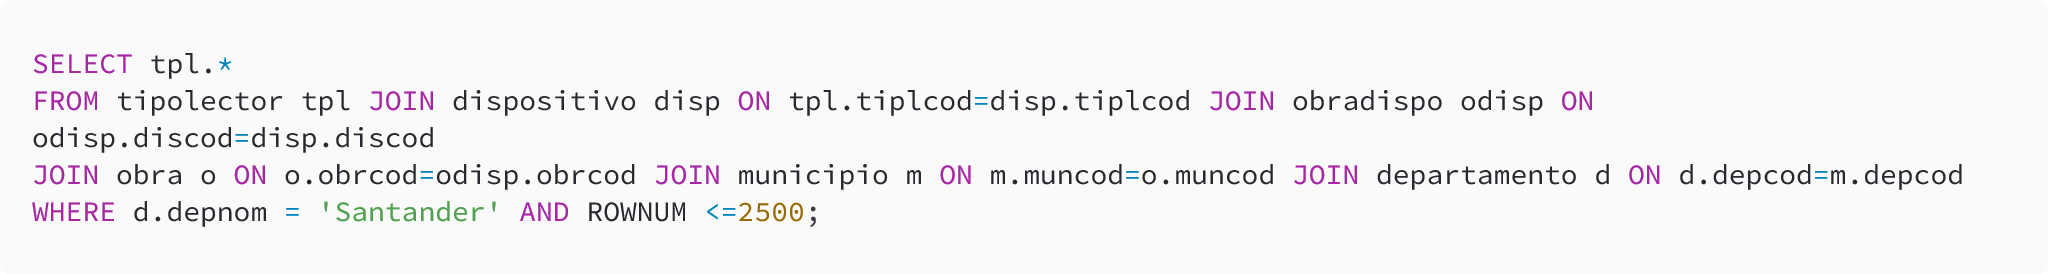 SELECT tpl.*
FROM tipolector tpl JOIN dispositivo disp ON tpl.tiplcod=disp.tiplcod JOIN obradispo odisp ON
odisp.discod=disp.discod
JOIN obra o ON o.obrcod=odisp.obrcod JOIN municipio m ON m.muncod=o.muncod JOIN departamento d ON d.depcod=m.depcod
WHERE d.depnom = 'Santander' AND ROWNUM <=2500;